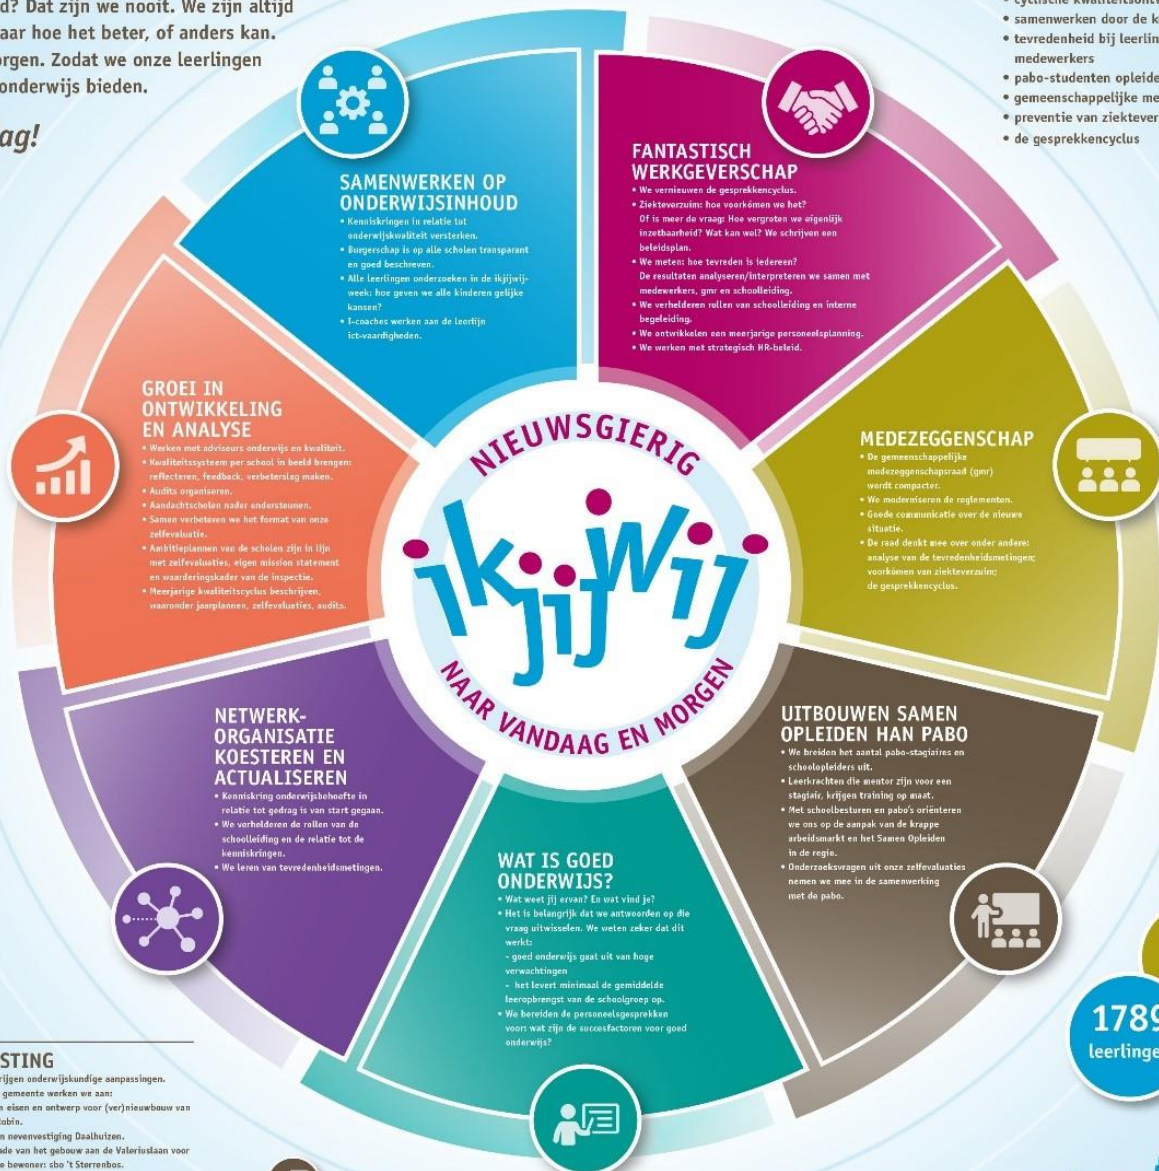 d? Dat zijn we nooit. We zijn altijd
aar hoe het beter, of anders kan.
orgen. Zodat we onze leerlingen
onderwijs bieden.
ag!
• samenwerken door de k
• tevredenheid bij leerlin
medewerkers
• pabo-studenten opleide
• gemeenschappelijke me
• preventie van ziektever
• de gesprekkencyclus
SAMENWERKEN OP
ONDERWIJSINHOUD
• Kenniskringen in relatie tot
onderwijskwaliteit versterken.
• Burgerschap is op alle scholen transparant
en goed beschreven.
• Alle leerlingen onderzoeken in de ikjijwij-
week: hoe geven we alle kinderen gelijke
kansen?
• I-coaches werken aan de leerlijn
ict-vaardigheden.
FANTASTISCH
WERKGEVERSCHAP
• We vernieuwen de gesprekkencyclus.
• Ziekteverzuim: hoe voorkómen we het?
Of is meer de vraag: Hoe vergroten we eigenlijk
inzetbaarheid? Wat kan wel? We schrijven een
beleidsplan.
• We meten: hoe tevreden is iedereen?
De resultaten analyseren/interpreteren we samen met
medewerkers, gmr en schoolleiding.
• We verhelderen rollen van schoolleiding en interne
begeleiding.
• We ontwikkelen een meerjarige personeelsplanning.
• We werken met strategisch HR-beleid.
GROEI IN
ONTWIKKELING
EN ANALYSE
• Werken met adviseurs onderwijs en kwaliteit.
• Kwaliteitssysteem per school in beeld brengen:
reflecteren, feedback, verbeterslag maken.
• Audits organiseren.
• Aandachtscholen nader ondersteunen.
• Samen verbeteren we het format van onze
zelfevaluatie.
• Ambitieplannen van de scholen zijn in lijn
met zelfevaluaties, eigen mission statement
en waarderingskader van de inspectie.
• Meerjarige kwaliteitscyclus beschrijven,
waaronder jaarplannen, zelfevaluaties, audits.
NIEUWSGIERIG
ikjijwij
NAAR VANDAAG EN MORGEN
MEDEZEGGENSCHAP
• De gemeenschappelijke
medezeggenschapsraad (gmr)
wordt compacter.
• We moderniseren de reglementen.
• Goede communicatie over de nieuwe
situatie.
• De raad denkt mee over onder andere:
analyse van de tevredenheidsmetingen;
voorkómen van ziekteverzuim;
de gesprekkencyclus.
NETWERK-
ORGANISATIE
KOESTEREN EN
ACTUALISEREN
• Kenniskring onderwijsbehoefte in
relatie tot gedrag is van start gegaan.
• We verhelderen de rollen van de
schoolleiding en de relatie tot de
kenniskringen.
• We leren van tevredenheidsmetingen.
UITBOUWEN SAMEN
OPLEIDEN HAN PABO
• We breiden het aantal pabo-stagiaires en
schoolopleiders uit.
• Leerkrachten die mentor zijn voor een
stagiair, krijgen training op maat.
• Met schoolbesturen en pabo's oriënteren
we ons op de aanpak van de krappe
arbeidsmarkt en het Samen Opleiden
in de regio.
• Onderzoeksvragen uit onze zelfevaluaties
nemen we mee in de samenwerking
met de pabo.
WAT IS GOED
ONDERWIJS?
• Wat weet jij ervan? En wat vind je?
• Het is belangrijk dat we antwoorden op die
vraag uitwisselen. We weten zeker dat dit
werkt:
- goed onderwijs gaat uit van hoge
verwachtingen
- het levert minimaal de gemiddelde
leeropbrengst van de schoolgroep op.
• We bereiden de personeelsgesprekken
voor: wat zijn de succesfactoren voor goed
onderwijs?
1789
leerlinge
STING
rijgen onderwijskundige aanpassingen.
gemeente werken we aan:
n eisen en ontwerp voor (ver)nieuwbouw van
obin.
n nevenvestiging Daalhuizen.
ade van het gebouw aan de Valeriuslaan voor
e bewoner: sbo 't Sterrenbos.